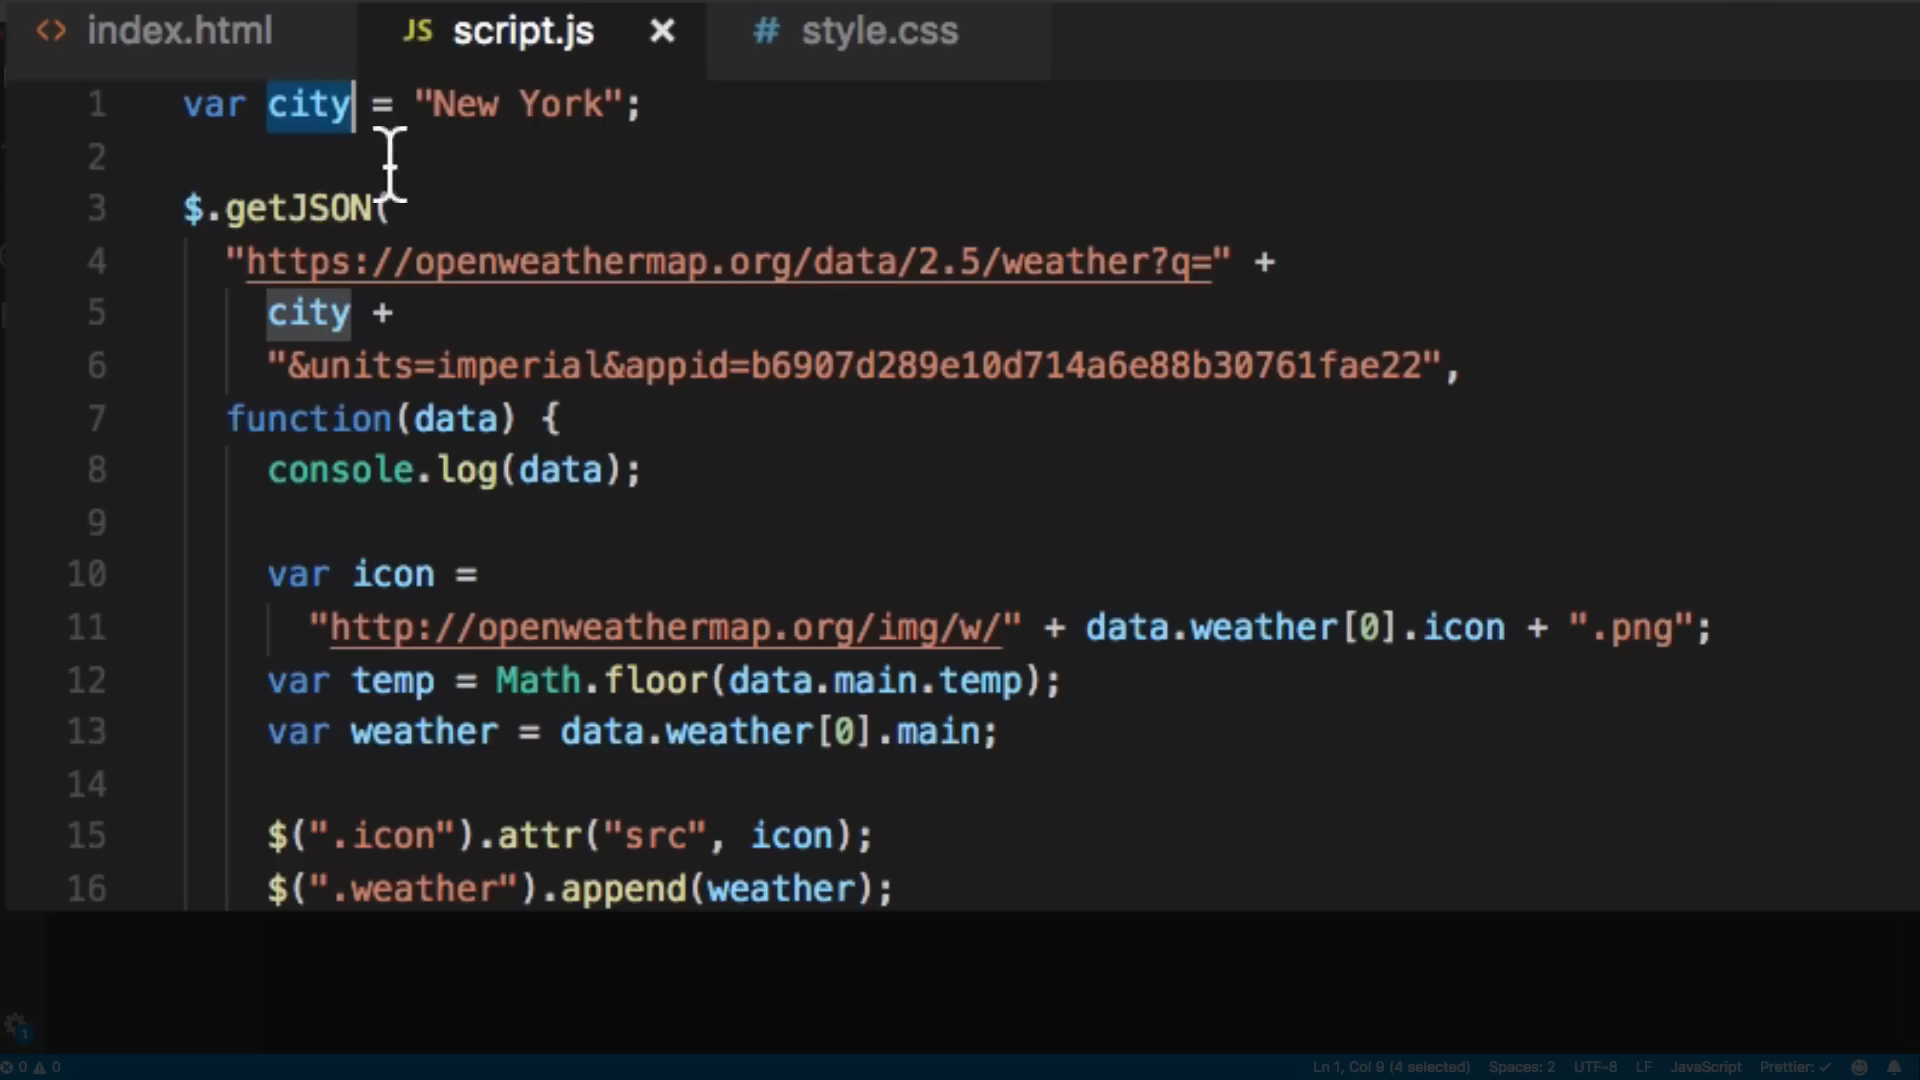 index.html JS script.js # style.css
1 var city = "New York";
2
3 $.getJSON(
4 "https://openweathermap.org/data/2.5/weather?q=" +
5 city +
6 "&units=imperial&appid=b6907d289e10d714a6e88b30761fae22",
7 function(data) {
8 console.log(data);
9
10 var icon =
11 "http://openweathermap.org/img/w/" + data.weather[0].icon + ".png";
12 var temp = Math.floor(data.main.temp);
13 var weather = data.weather[0].main;
14
15 $(".icon").attr("src", icon);
16 $(".weather").append(weather);
1
0 0 Ln 1, Col 9 (4 selected) Spaces: 2 UTF-8 LF JavaScript Prettier: ✓